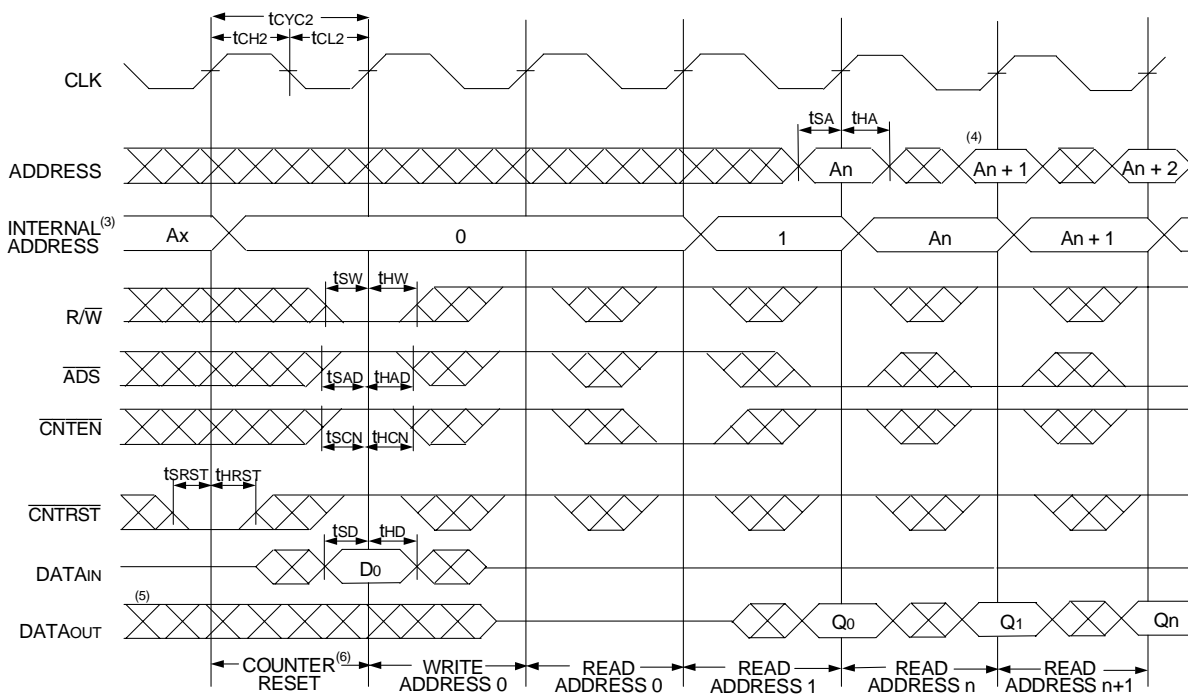 tCYC2
tCH2 tCL2
CLK
tSA tHA
(4)
ADDRESS An An + 1 An + 2
INTERNAL(3) ADDRESS Ax 0 1 An An + 1
tSW tHW
R/W
ADS
tSAD tHAD
CNTEN
tSCN tHCN
tSRST tHRST
CNTRST
tSD tHD
DATAIN D0
(5)
DATAOUT Q0 Q1 Qn
COUNTER(6) WRITE READ READ READ READ
RESET ADDRESS 0 ADDRESS 0 ADDRESS 1 ADDRESS n ADDRESS n+1